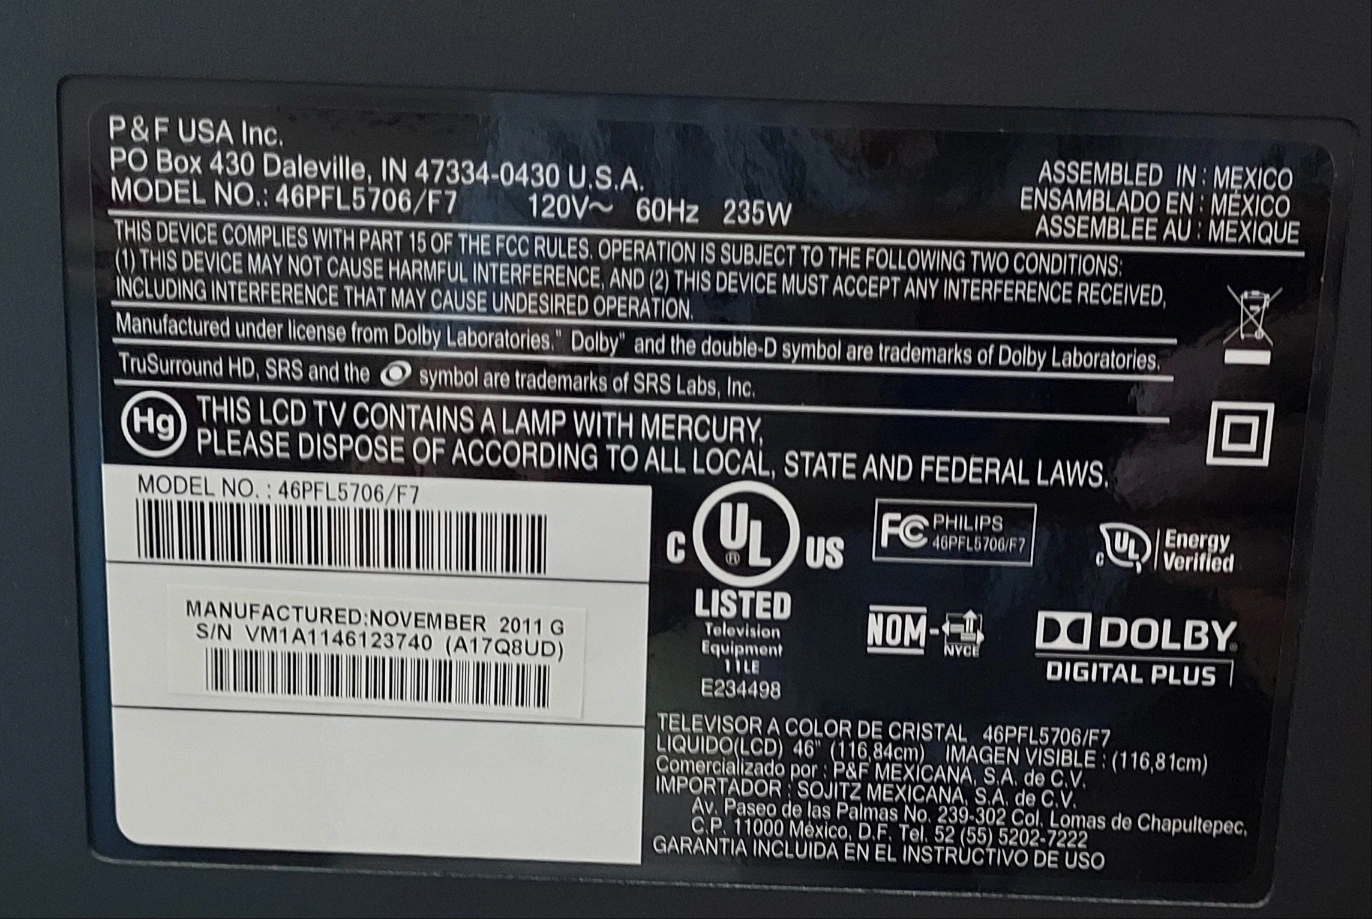 P & F USA Inc.
PO Box 430 Daleville, IN 47334-0430 U.S.A.
MODEL NO.: 46PFL5706/F7 120V~ 60Hz 235W
ASSEMBLED IN : MEXICO
ENSAMBLADO EN : MÉXICO
ASSEMBLEE AU : MEXIQUE
THIS DEVICE COMPLIES WITH PART 15 OF THE FCC RULES. OPERATION IS SUBJECT TO THE FOLLOWING TWO CONDITIONS:
(1) THIS DEVICE MAY NOT CAUSE HARMFUL INTERFERENCE, AND (2) THIS DEVICE MUST ACCEPT ANY INTERFERENCE RECEIVED,
INCLUDING INTERFERENCE THAT MAY CAUSE UNDESIRED OPERATION.
Manufactured under license from Dolby Laboratories." Dolby" and the double-D symbol are trademarks of Dolby Laboratories.
TruSurround HD, SRS and the symbol are trademarks of SRS Labs, Inc.
Hg THIS LCD TV CONTAINS A LAMP WITH MERCURY,
PLEASE DISPOSE OF ACCORDING TO ALL LOCAL, STATE AND FEDERAL LAWS.
MODEL NO. : 46PFL5706/F7
MANUFACTURED:NOVEMBER 2011 G
S/N VM1A1146123740 (A17Q8UD)
C UL ® US
LISTED
Television
Equipment
11LE
E234498
FC PHILIPS
46PFL5706/F7
C UL Energy
Verified
NOM-NYCE
DOLBY
DIGITAL PLUS
TELEVISOR A COLOR DE CRISTAL 46PFL5706/F7
LIQUIDO(LCD) 46" (116,84cm) IMAGEN VISIBLE : (116,81cm)
Comercializado por : P&F MEXICANA, S.A. de C.V.
IMPORTADOR : SOJITZ MEXICANA, S.A. de C.V.
Av. Paseo de las Palmas No. 239-302 Col. Lomas de Chapultepec,
C.P. 11000 México, D.F. Tel. 52 (55) 5202-7222
GARANTIA INCLUIDA EN EL INSTRUCTIVO DE USO